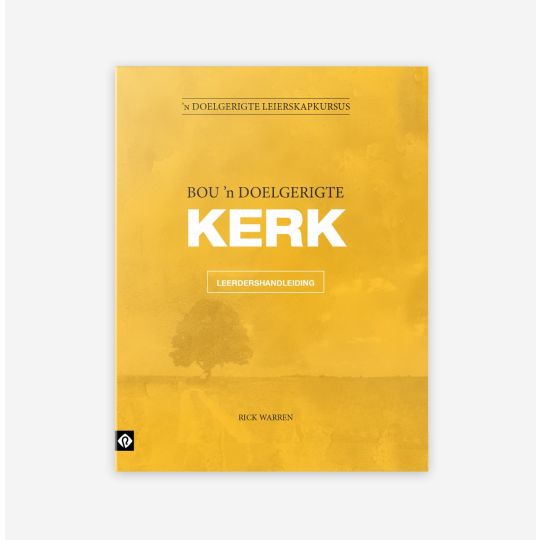 'n DOELGERIGTE LEIERSKAPKURSUS
BOU 'n DOELGERIGTE
KERK
LEERDERSHANDLEIDING
RICK WARREN